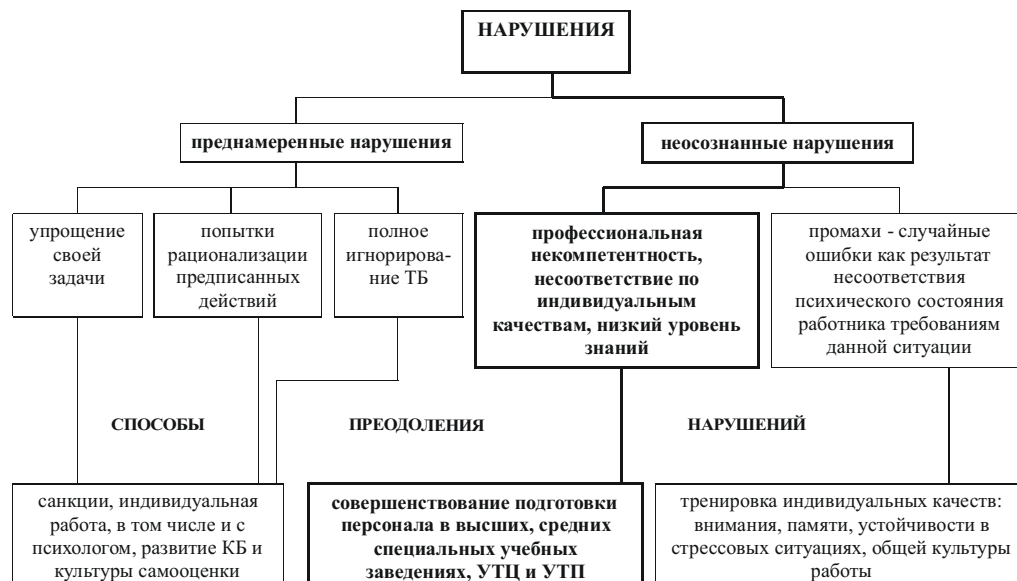 НАРУШЕНИЯ
преднамеренные нарушения
неосознанные нарушения
упрощение
своей
задачи
попытки
рационализации
предписанных
действий
полное
игнорирова-
ние ТБ
профессиональная
некомпетентность,
несоответствие по
индивидуальным
качествам, низкий уровень
знаний
промахи - случайные
ошибки как результат
несоответствия
психического состояния
работника требованиям
данной ситуации
СПОСОБЫ ПРЕОДОЛЕНИЯ НАРУШЕНИЙ
санкции, индивидуальная
работа, в том числе и с
психологом, развитие КБ и
культуры самооценки
совершенствование подготовки
персонала в высших, средних
специальных учебных
заведениях, УТЦ и УТП
тренировка индивидуальных качеств:
внимания, памяти, устойчивости в
стрессовых ситуациях, общей культуры
работы